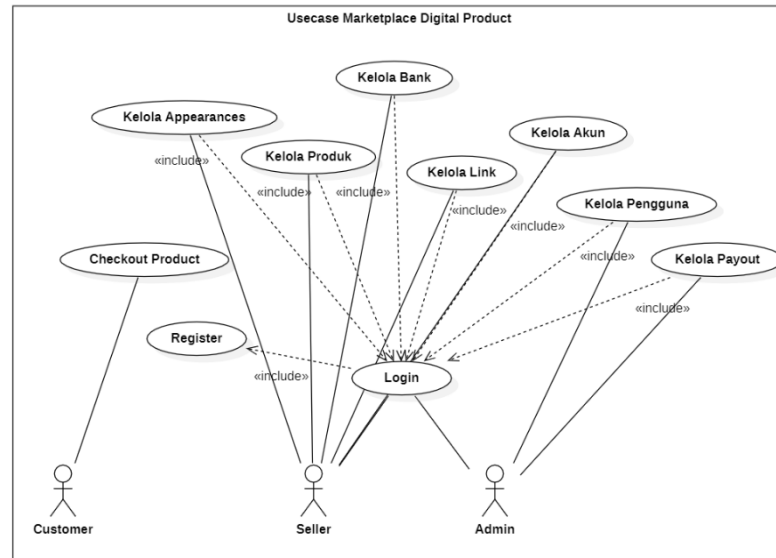 Usecase Marketplace Digital Product
Kelola Bank
Kelola Appearances
Kelola Akun
«include»
Kelola Produk
Kelola Link
«include»
«include»
«include»
Kelola Pengguna
«include»
«include»
Checkout Product
Kelola Payout
«include»
Register
«include»
Login
Customer
Seller
Admin